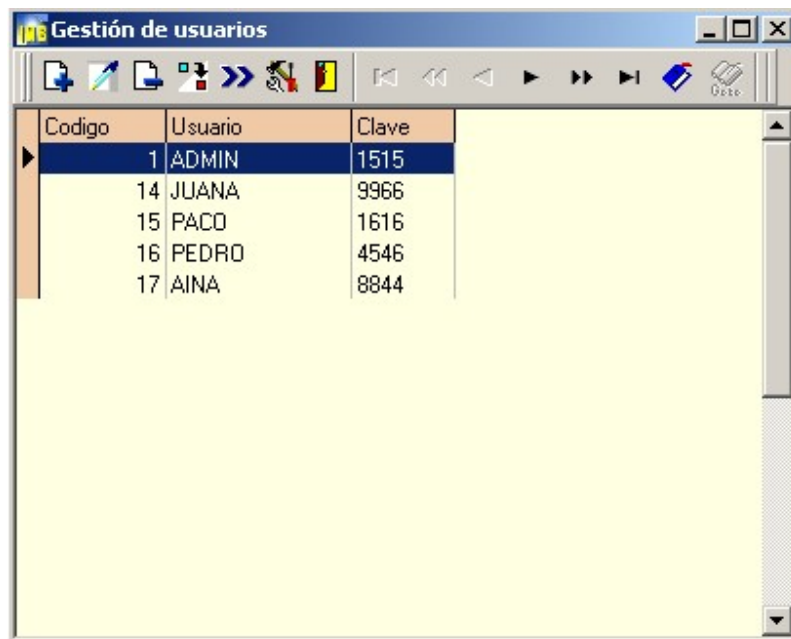 Gestión de usuarios
Goto
Codigo Usuario Clave
1 ADMIN 1515
14 JUANA 9966
15 PACO 1616
16 PEDRO 4546
17 AINA 8844